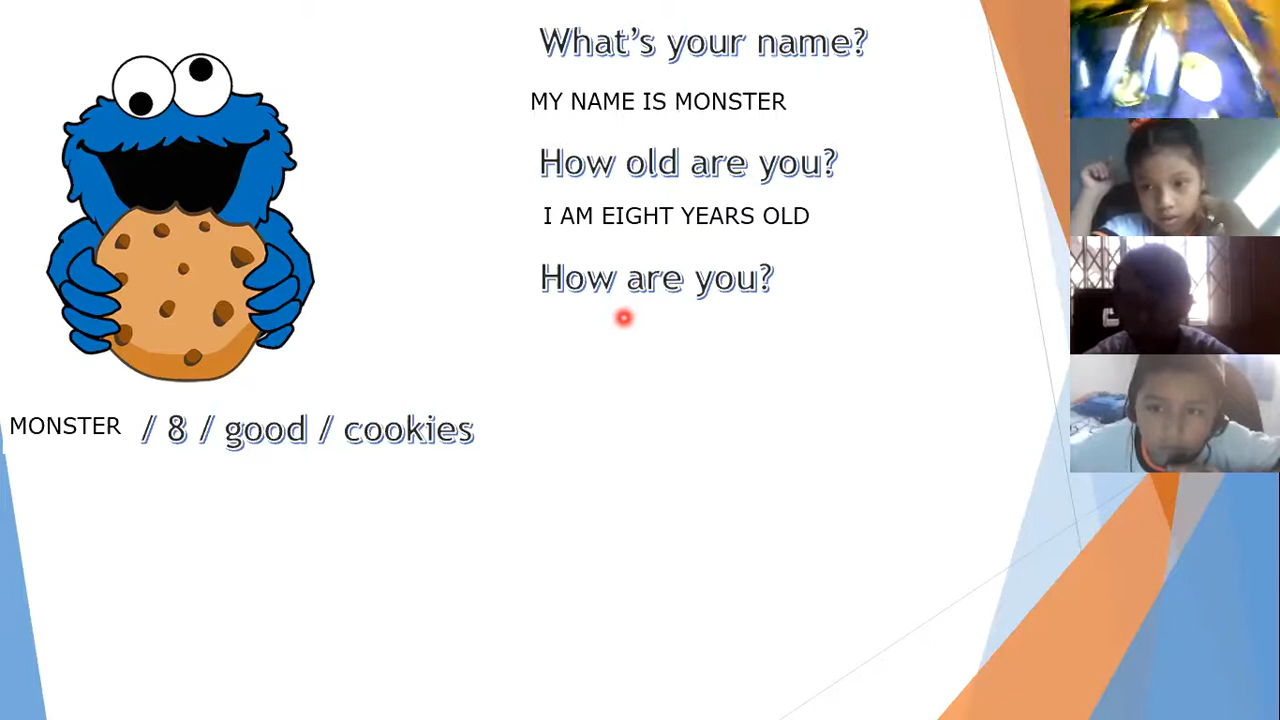 What's your name?
MY NAME IS MONSTER
How old are you?
I AM EIGHT YEARS OLD
How are you?
MONSTER / 8 / good / cookies